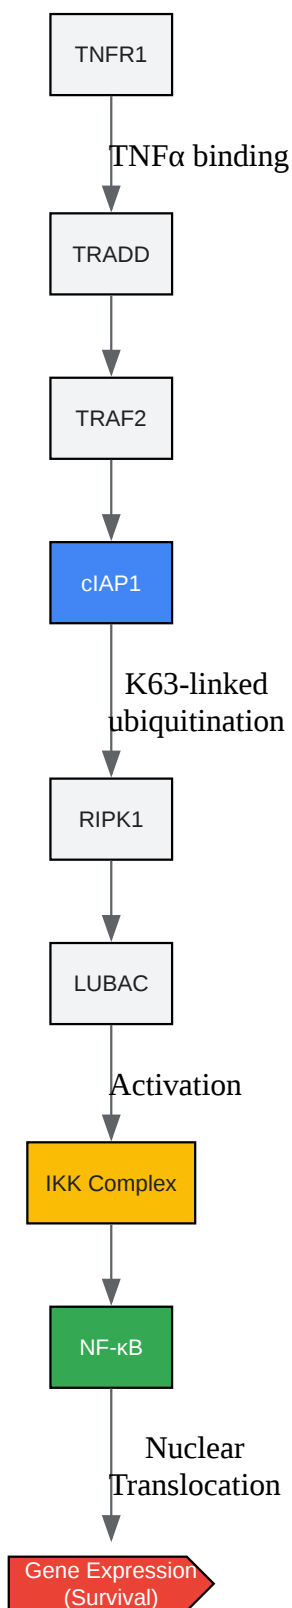 TNFR1
TNFα binding
TRADD
TRAF2
cIAP1
K63-linked
ubiquitination
RIPK1
LUBAC
Activation
IKK Complex
NF-κB
Nuclear
Translocation
Gene Expression
(Survival)